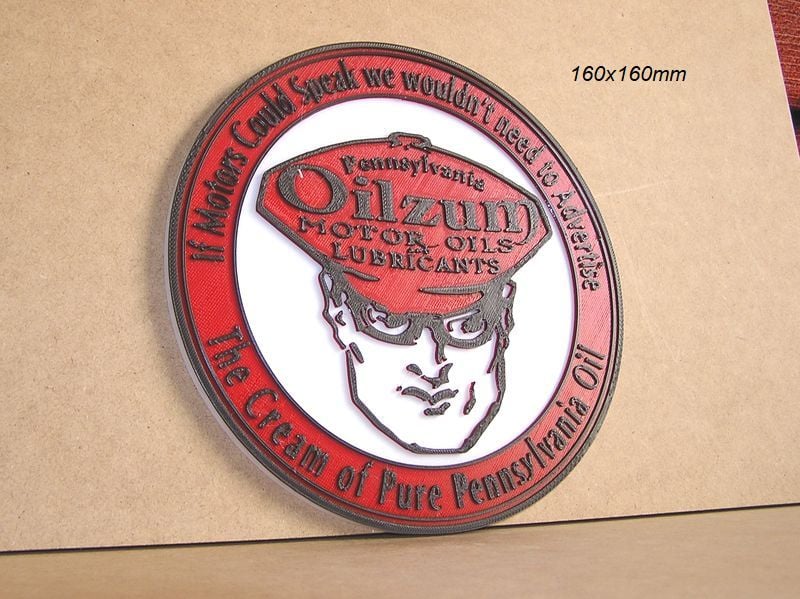 160x160mm
If Motors Could Speak we wouldn't need to Advertise
Pennsylvania
Oilzum
MOTOR OILS
&
LUBRICANTS
The Cream of Pure Pennsylvania Oil